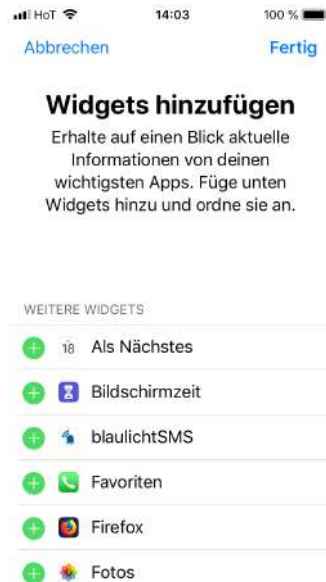 HoT 14:03 100 %
Abbrechen Fertig
Widgets hinzufügen
Erhalte auf einen Blick aktuelle
Informationen von deinen
wichtigsten Apps. Füge unten
Widgets hinzu und ordne sie an.
WEITERE WIDGETS
18 Als Nächstes
Bildschirmzeit
blaulichtSMS
Favoriten
Firefox
Fotos